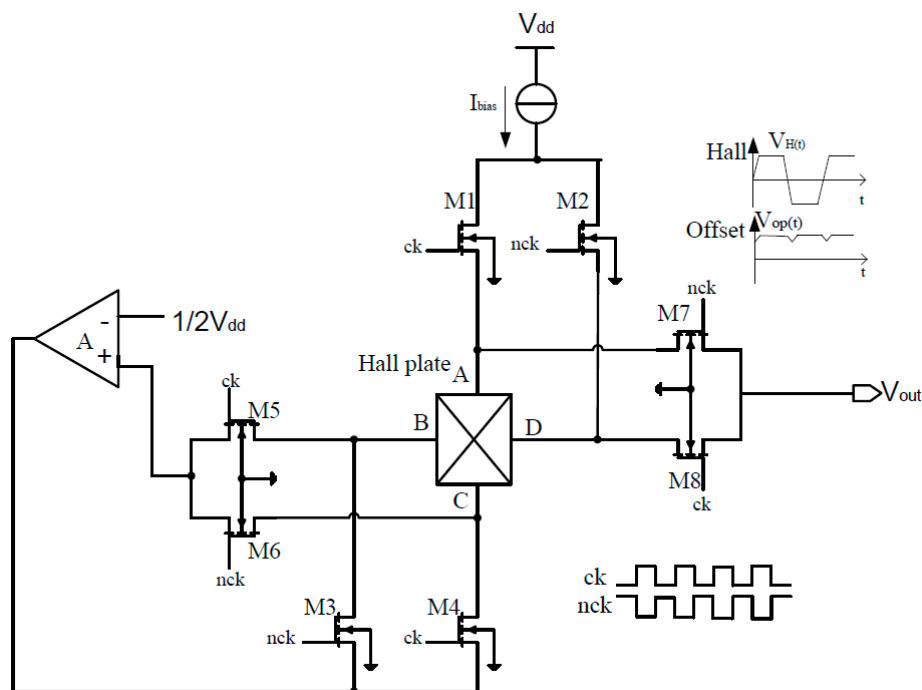 Vdd
Ibias
M1
M2
ck
nck
Hall
VH(t)
t
Offset
Vop(t)
t
A
-
+
1/2Vdd
Hall plate
A
B
D
C
nck
M7
M8
ck
Vout
ck
M5
M6
nck
M3
M4
nck
ck
ck
nck